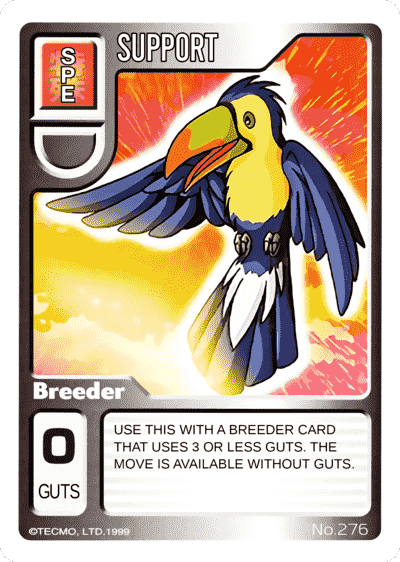 SPE
SUPPORT
Breeder
0
GUTS
USE THIS WITH A BREEDER CARD
THAT USES 3 OR LESS GUTS. THE
MOVE IS AVAILABLE WITHOUT GUTS.
©TECMO, LTD.1999
No.276